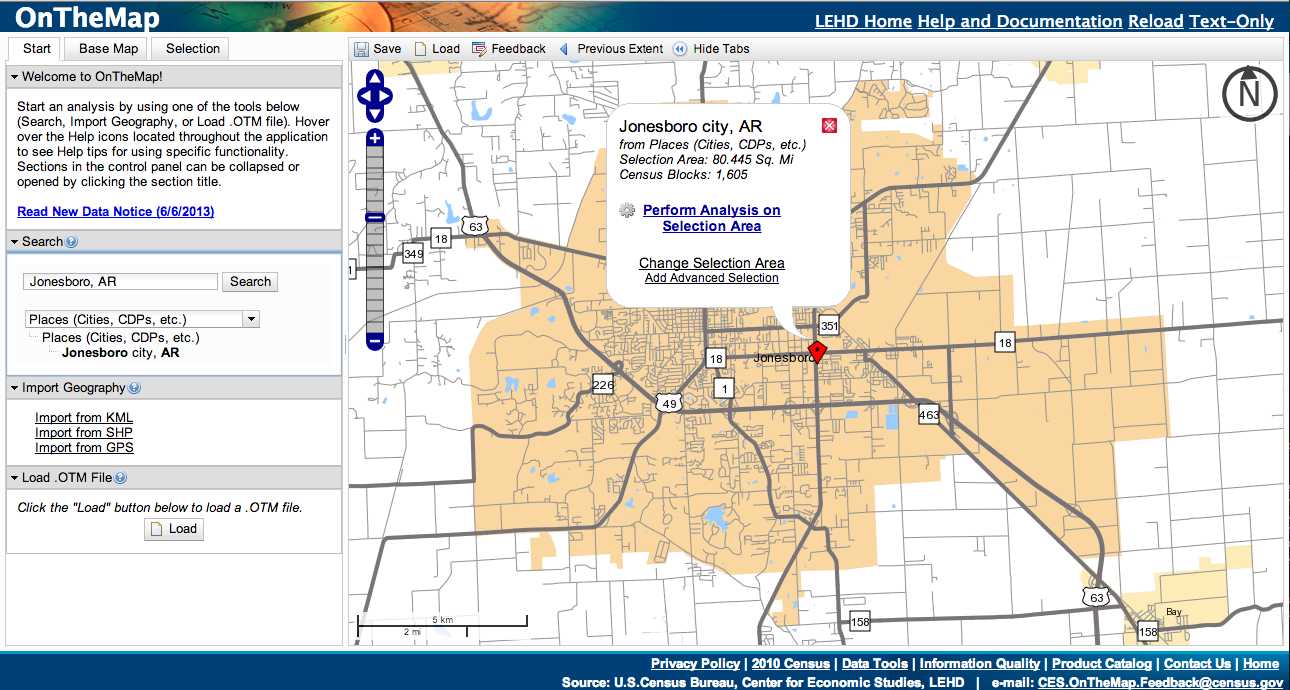 OnTheMap
LEHD Home Help and Documentation Reload Text-Only
Start Base Map Selection
Save Load Feedback Previous Extent Hide Tabs
Welcome to OnTheMap!
Start an analysis by using one of the tools below
(Search, Import Geography, or Load .OTM file). Hover
over the Help icons located throughout the application
to see Help tips for using specific functionality.
Sections in the control panel can be collapsed or
opened by clicking the section title.
Read New Data Notice (6/6/2013)
Search
Jonesboro, AR Search
Places (Cities, CDPs, etc.)
Places (Cities, CDPs, etc.)
Jonesboro city, AR
Import Geography
Import from KML
Import from SHP
Import from GPS
Load .OTM File
Click the "Load" button below to load a .OTM file.
Load
N
Jonesboro city, AR
from Places (Cities, CDPs, etc.)
Selection Area: 80.445 Sq. Mi
Census Blocks: 1,605
Perform Analysis on
Selection Area
Change Selection Area
Add Advanced Selection
63
18
349
1
351
18
18
Jonesboro
226
1
49
463
63
Bay
158
158
5 km
2 mi
Privacy Policy | 2010 Census | Data Tools | Information Quality | Product Catalog | Contact Us | Home
Source: U.S.Census Bureau, Center for Economic Studies, LEHD | e-mail: CES.OnTheMap.Feedback@census.gov